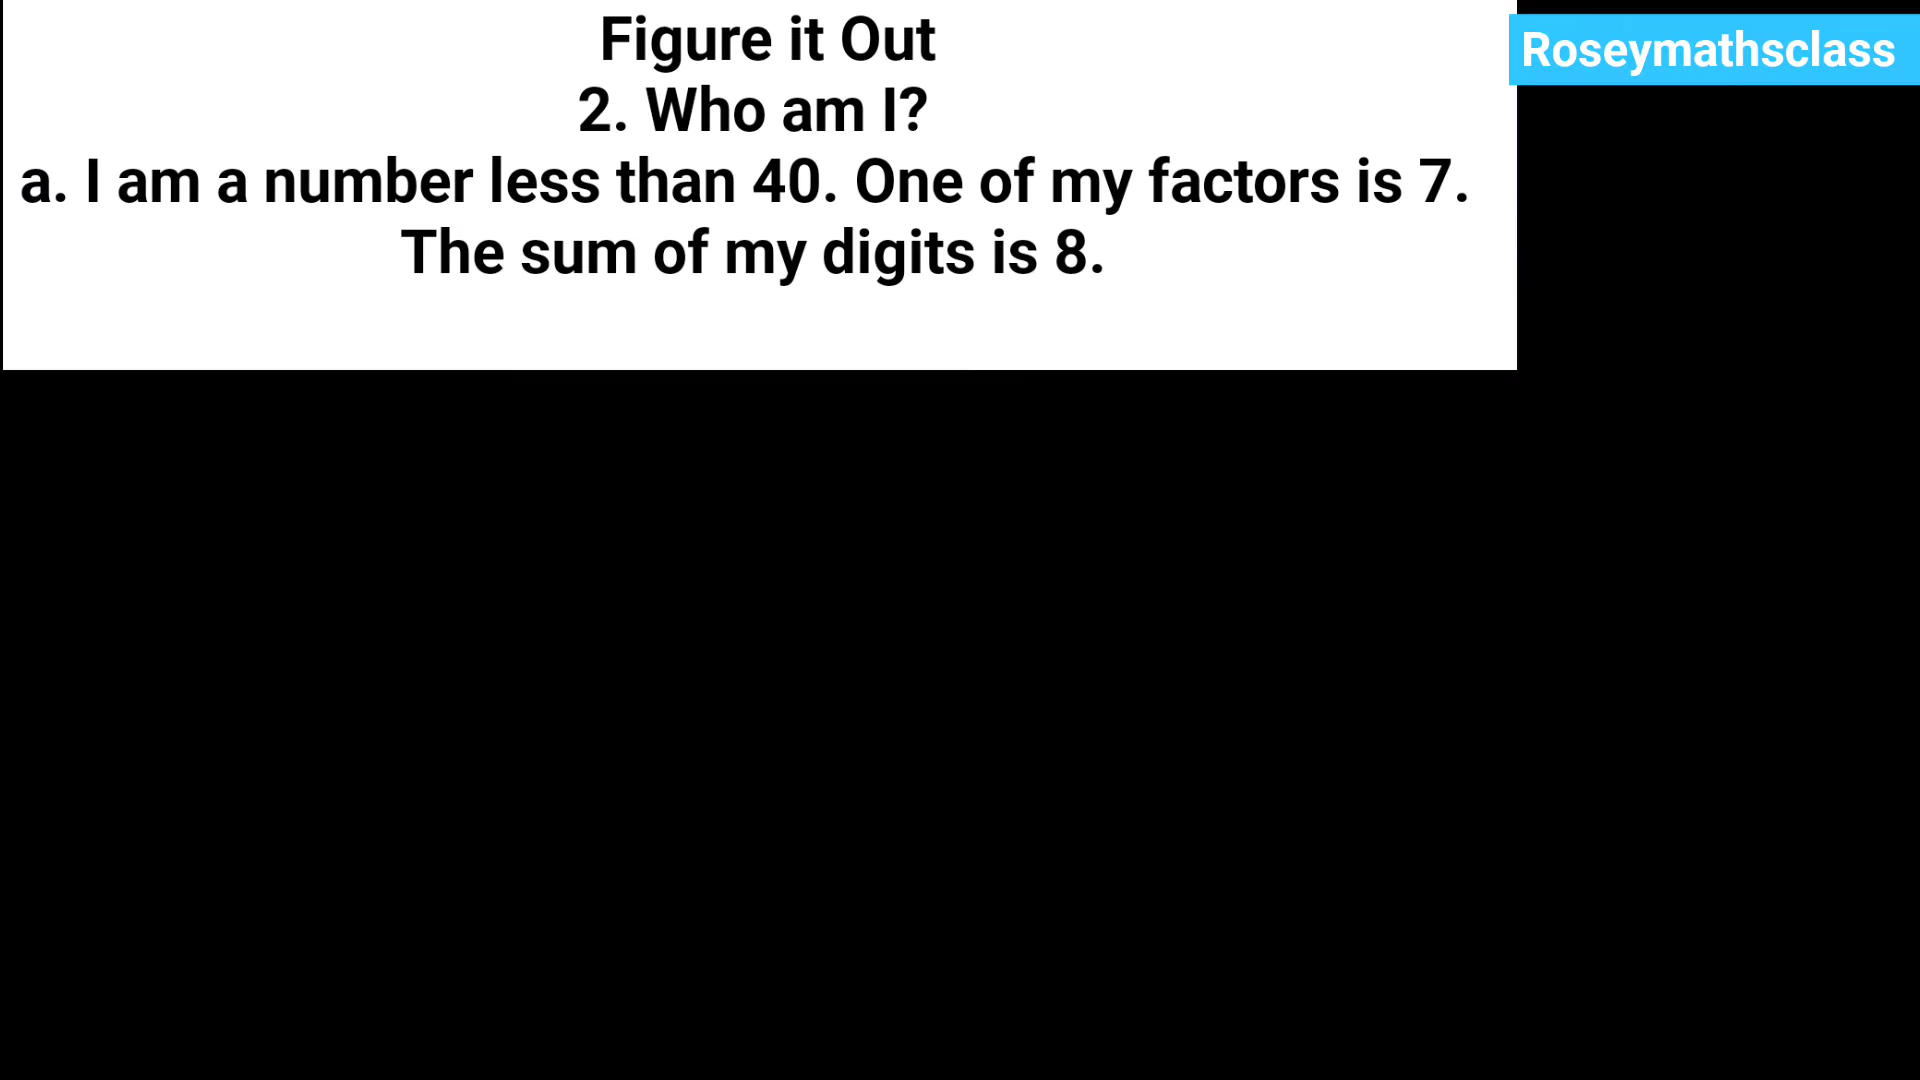 Figure it Out
Roseymathsclass
2. Who am I?
a. I am a number less than 40. One of my factors is 7.
The sum of my digits is 8.